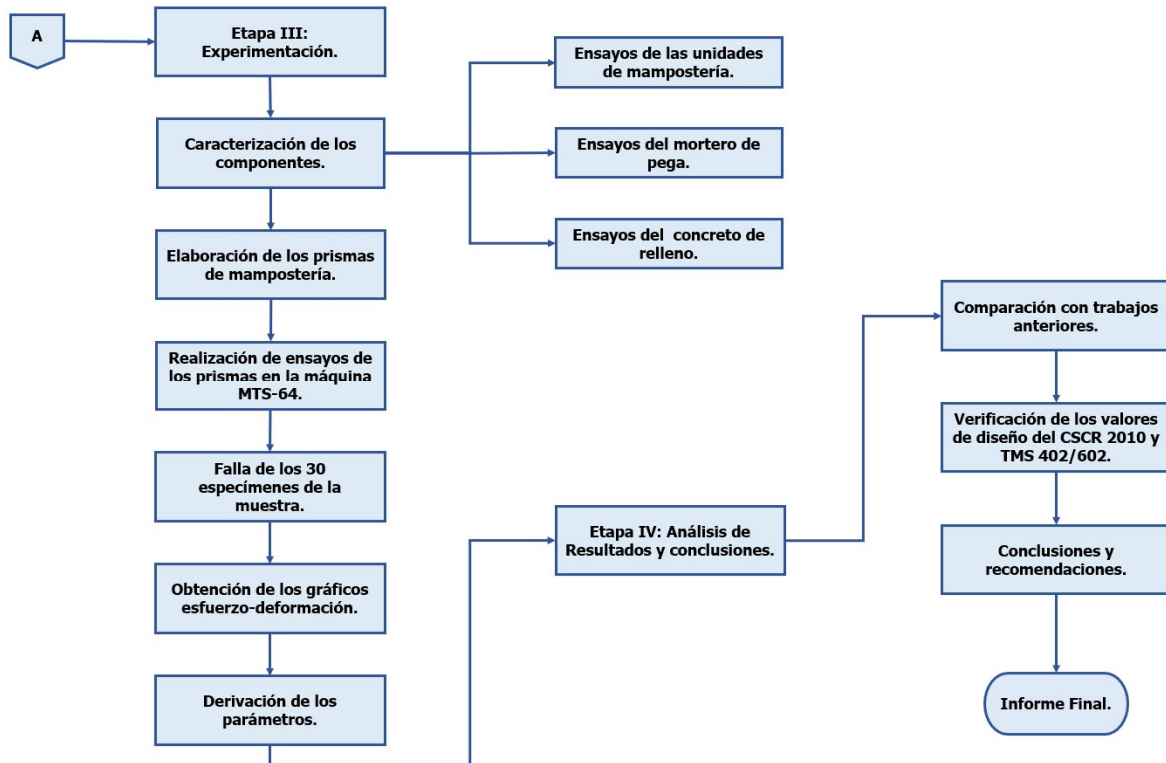 A
Etapa III:
Experimentación.
Caracterización de los
componentes.
Ensayos de las unidades
de mampostería.
Ensayos del mortero de
pega.
Ensayos del concreto de
relleno.
Elaboración de los prismas
de mampostería.
Realización de ensayos de
los prismas en la máquina
MTS-64.
Falla de los 30
especímenes de la
muestra.
Obtención de los gráficos
esfuerzo-deformación.
Derivación de los
parámetros.
Etapa IV: Análisis de
Resultados y conclusiones.
Comparación con trabajos
anteriores.
Verificación de los valores
de diseño del CSCR 2010 y
TMS 402/602.
Conclusiones y
recomendaciones.
Informe Final.